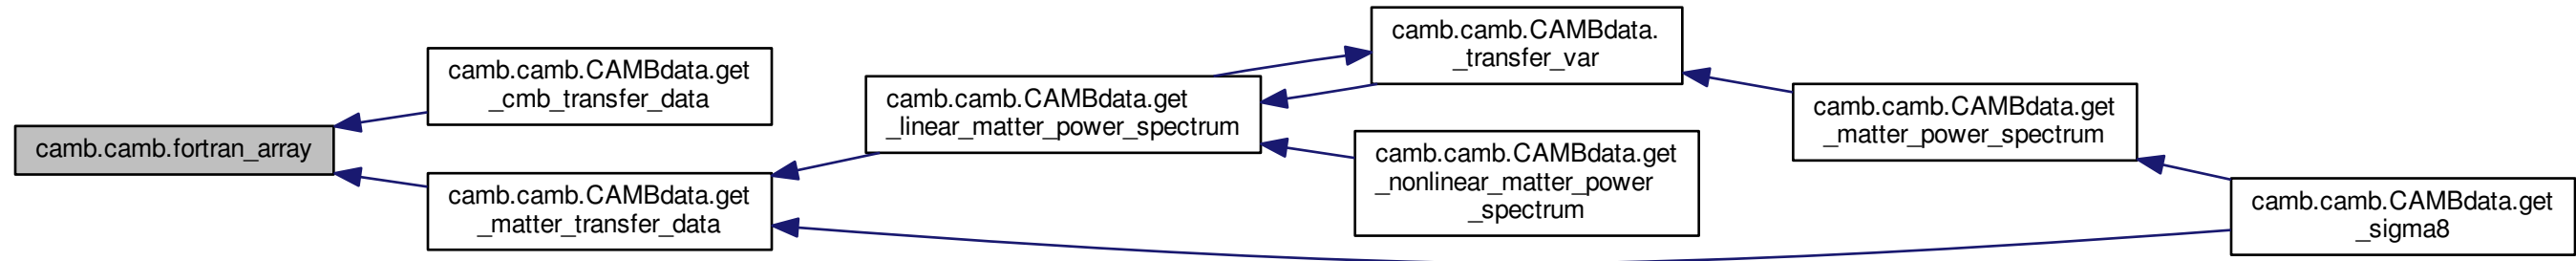 camb.camb.fortran_array
camb.camb.CAMBdata.get
_cmb_transfer_data
camb.camb.CAMBdata.get
_matter_transfer_data
camb.camb.CAMBdata.get
_linear_matter_power_spectrum
camb.camb.CAMBdata.
_transfer_var
camb.camb.CAMBdata.get
_nonlinear_matter_power
_spectrum
camb.camb.CAMBdata.get
_matter_power_spectrum
camb.camb.CAMBdata.get
_sigma8